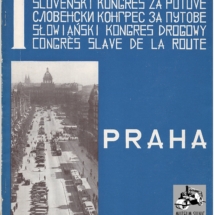 I
SLOVENSKI KONGRES ZA PUTOVE
СЛОВЕНСКИ КОНГРЕС ЗА ПУТОВЕ
SŁOWIAŃSKI KONGRES DROGOWY
CONGRÈS SLAVE DE LA ROUTE
PRAHA